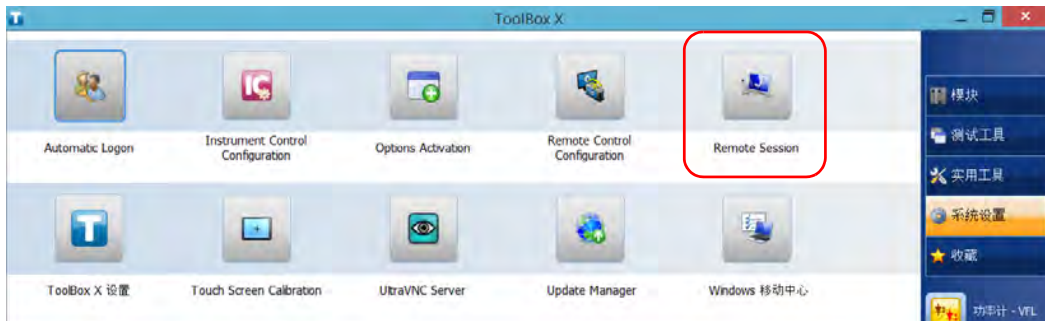 ToolBox X
Automatic Logon
Instrument Control
Configuration
Options Activation
Remote Control
Configuration
Remote Session
ToolBox X 设置
Touch Screen Calibration
UltraVNC Server
Update Manager
Windows 移动中心
模块
测试工具
实用工具
系统设置
收藏
功率计 - VFL